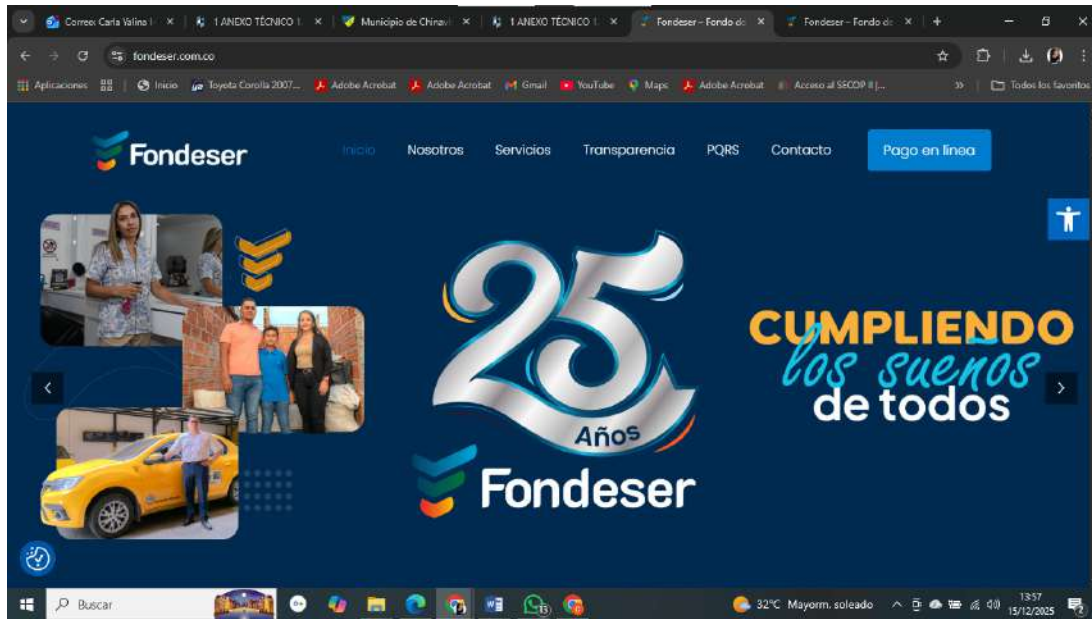 Correo: Carla Valina I
1 ANEXO TÉCNICO 1.
Municipio de Chinavi
1 ANEXO TÉCNICO 1.
Fondeser – Fondo de
Fondeser – Fondo de
fondeser.com.co
Aplicaciones
Inicio
Toyota Corolla 2007...
Adobe Acrobat
Adobe Acrobat
Gmail
YouTube
Maps
Adobe Acrobat
Acceso al SECOP II |...
»
Todos los favoritos
Fondeser
Inicio
Nosotros
Servicios
Transparencia
PQRS
Contacto
Pago en línea
25
Años
Fondeser
CUMPLIENDO
los sueños
de todos
Buscar
32°C Mayorm. soleado
13:57
15/12/2025